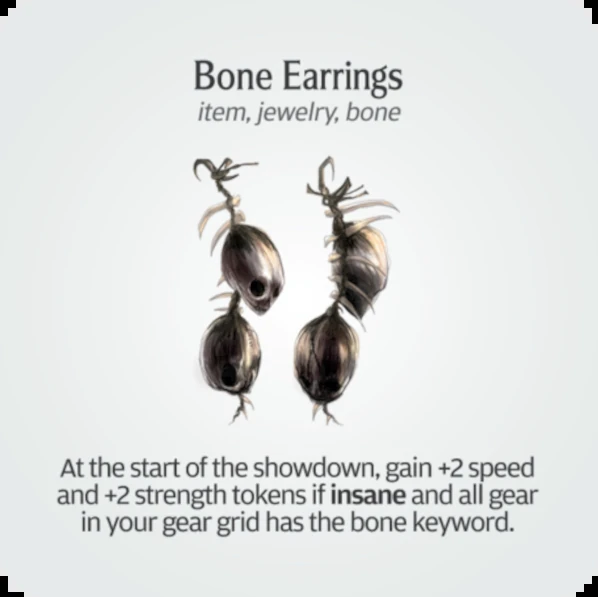 Bone Earrings
item, jewelry, bone
At the start of the showdown, gain +2 speed
and +2 strength tokens if insane and all gear
in your gear grid has the bone keyword.